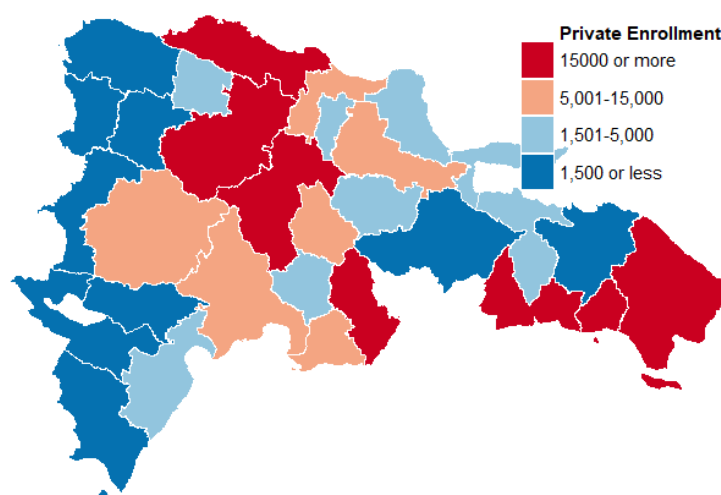 Private Enrollment
15000 or more
5,001-15,000
1,501-5,000
1,500 or less